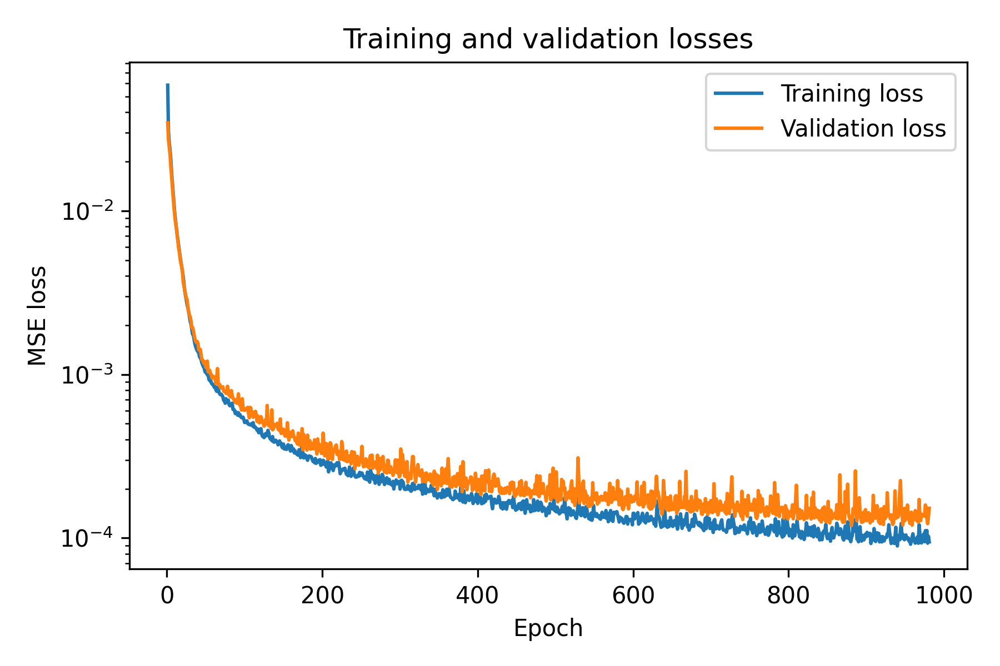 Training and validation losses
Training loss
Validation loss
MSE loss
10⁻²
10⁻³
10⁻⁴
0 200 400 600 800 1000
Epoch